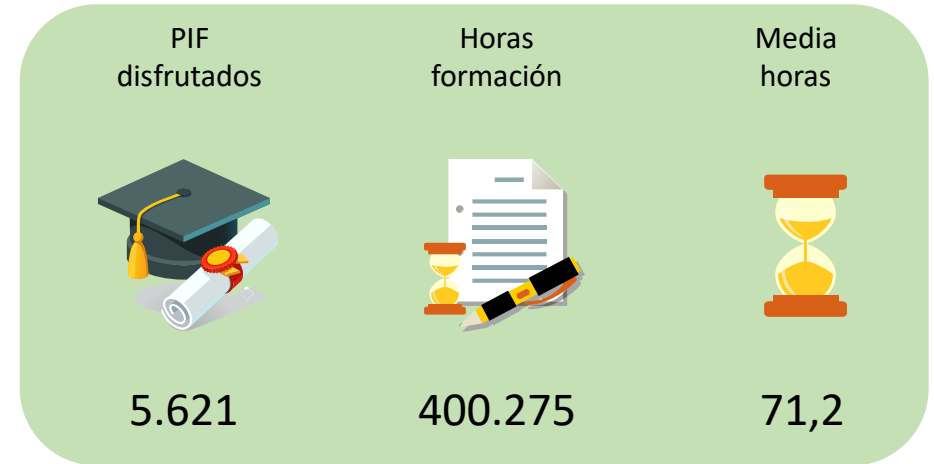 PIF
disfrutados
Horas
formación
Media
horas
5.621
400.275
71,2